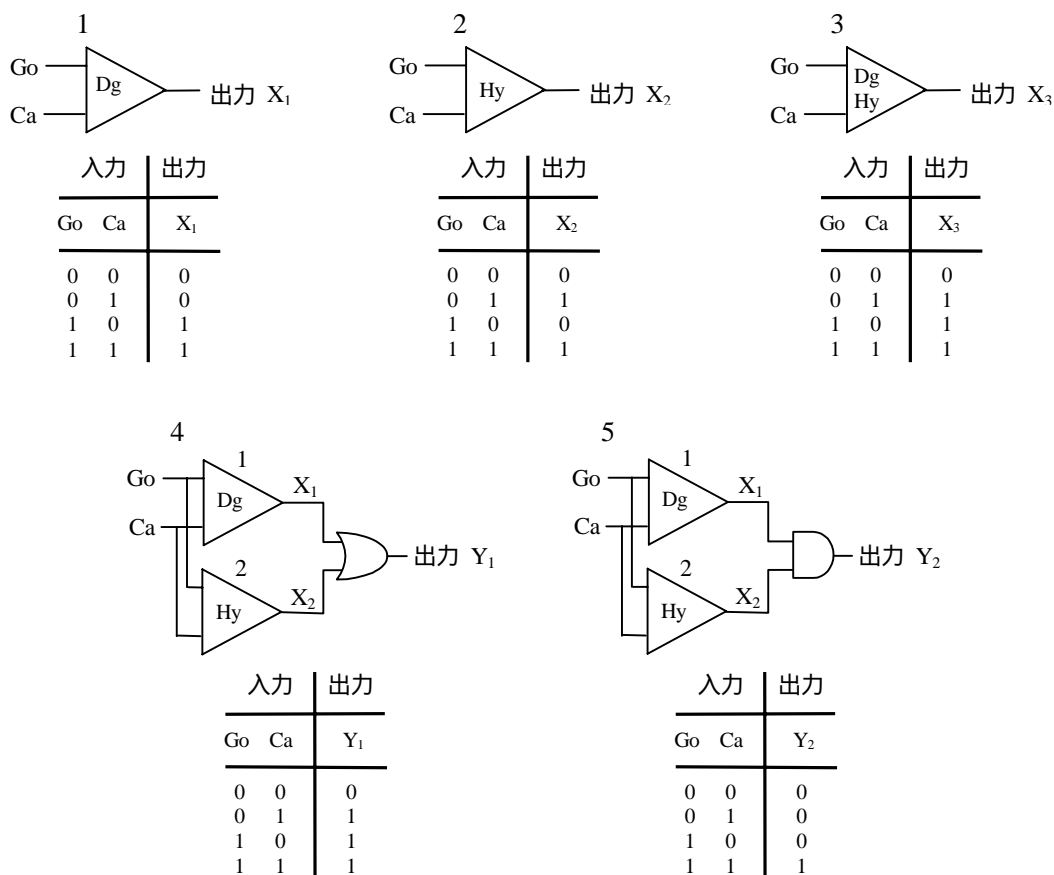 1
Go
Dg
Ca
出力 X₁
入力 出力
Go Ca X₁
0 0 0
0 1 0
1 0 1
1 1 1
2
Go
Hy
Ca
出力 X₂
入力 出力
Go Ca X₂
0 0 0
0 1 1
1 0 0
1 1 1
3
Go
Dg
Hy
Ca
出力 X₃
入力 出力
Go Ca X₃
0 0 0
0 1 1
1 0 1
1 1 1
4
1
Go
Dg
X₁
Ca
2
Hy
X₂
出力 Y₁
入力 出力
Go Ca Y₁
0 0 0
0 1 1
1 0 1
1 1 1
5
1
Go
Dg
X₁
Ca
2
Hy
X₂
出力 Y₂
入力 出力
Go Ca Y₂
0 0 0
0 1 0
1 0 0
1 1 1